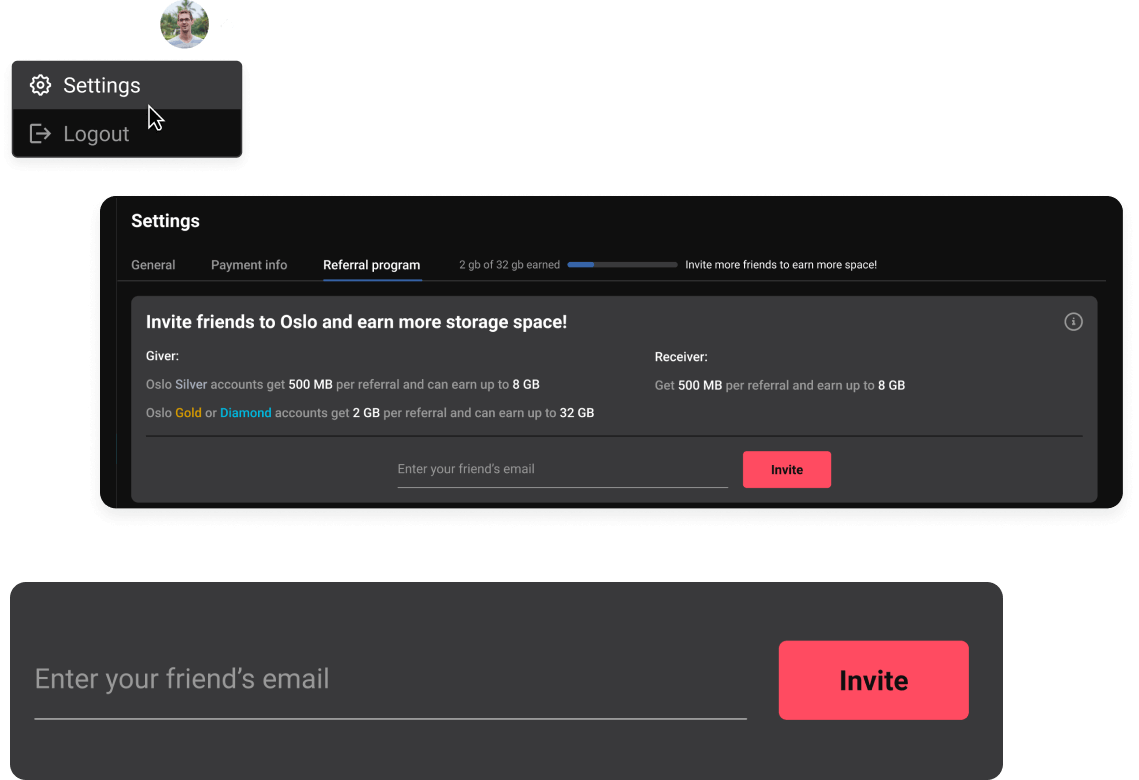 Settings
Logout
Settings
General Payment info Referral program 2 gb of 32 gb earned Invite more friends to earn more space!
Invite friends to Oslo and earn more storage space!
Giver:
Oslo Silver accounts get 500 MB per referral and can earn up to 8 GB
Oslo Gold or Diamond accounts get 2 GB per referral and can earn up to 32 GB
Receiver:
Get 500 MB per referral and earn up to 8 GB
Enter your friend's email Invite
Enter your friend’s email Invite